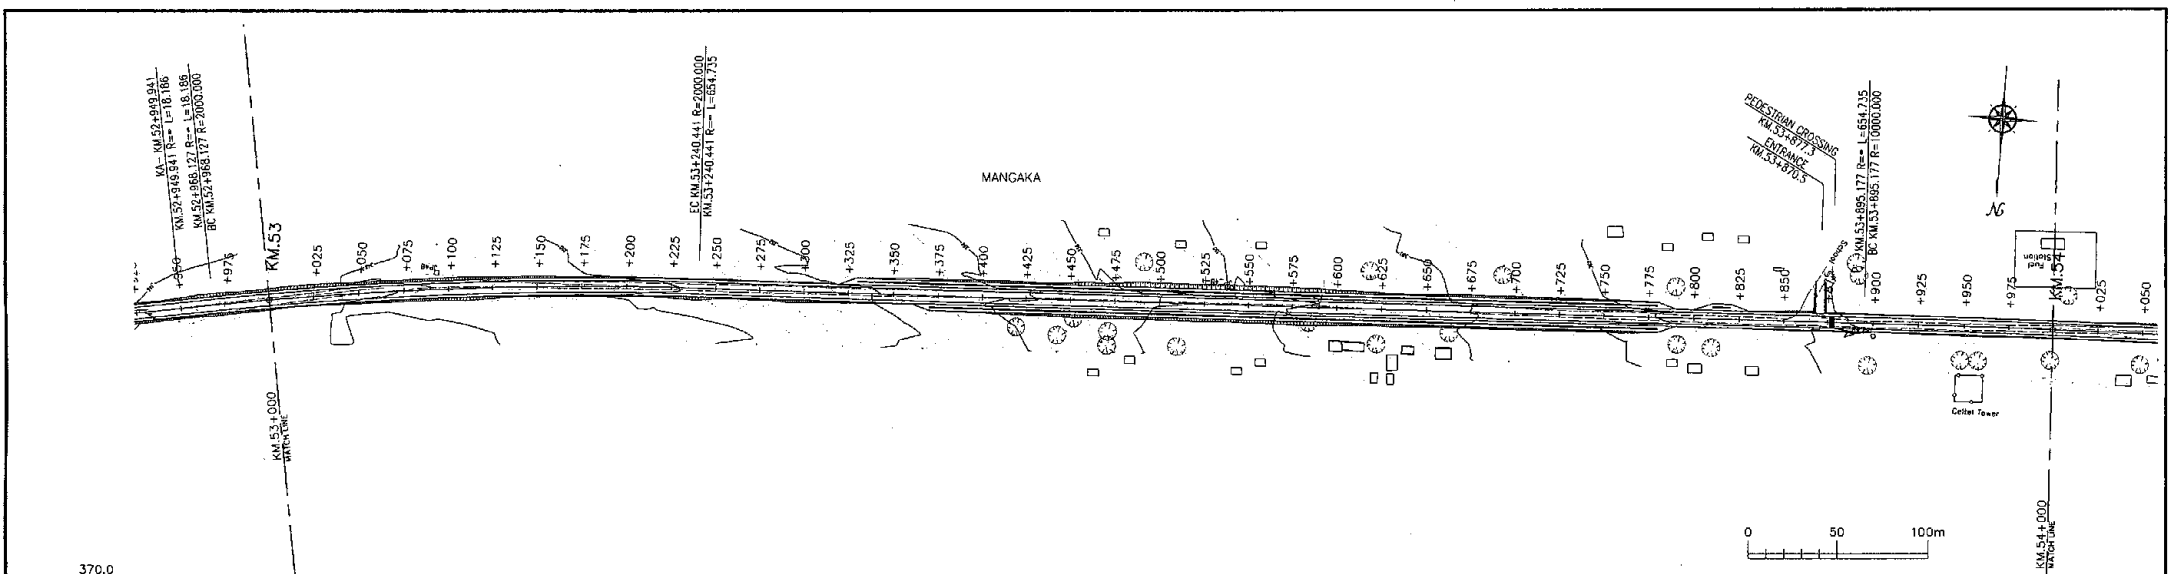 KA- KM.52+949.941
KM.52+949.941 R=∞ L=18.186
KM.52+968.127 R=∞ L=18.186
BC KM.52+968.127 R=2000.000
EC KM.53+240.441 R=2000.000
KM.53+240.441 R=∞ L=654.735
MANGAKA
PEDESTRIAN CROSSING
KM.53+877.3
ENTRANCE
KM.53+870.5
KM.53+895.177 R=∞ L=654.735
BC KM.53+895.177 R=10000.000
N
+950
+975
KM.53
+025
+050
+075
+100
+125
+150
+175
+200
+225
+250
+275
+300
+325
+350
+375
+400
+425
+450
+475
+500
+525
+550
+575
+600
+625
+650
+675
+700
+725
+750
+775
+800
+825
+850
+875
+900
+925
+950
+975
KM.54
+025
+050
School
Fuel
Station
Celtel Tower
KM.53+000
MATCH LINE
KM.54+000
MATCH LINE
0 50 100m
370.0